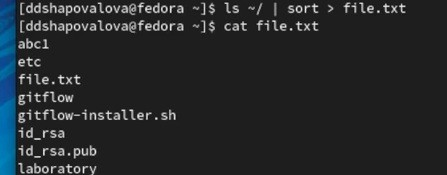 [ddshapovalova@fedora ~]$ ls ~/ | sort > file.txt
[ddshapovalova@fedora ~]$ cat file.txt
abc1
etc
file.txt
gitflow
gitflow-installer.sh
id_rsa
id_rsa.pub
laboratory